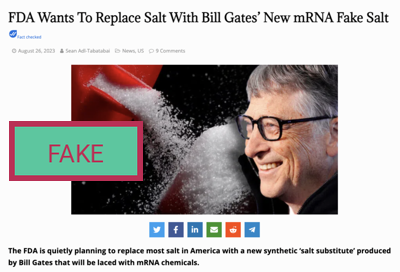 FDA Wants To Replace Salt With Bill Gates’ New mRNA Fake Salt
Fact checked
August 26, 2023 Sean Adl-Tabatabai News, US 9 Comments
FAKE
The FDA is quietly planning to replace most salt in America with a new synthetic ‘salt substitute’ produced
by Bill Gates that will be laced with mRNA chemicals.